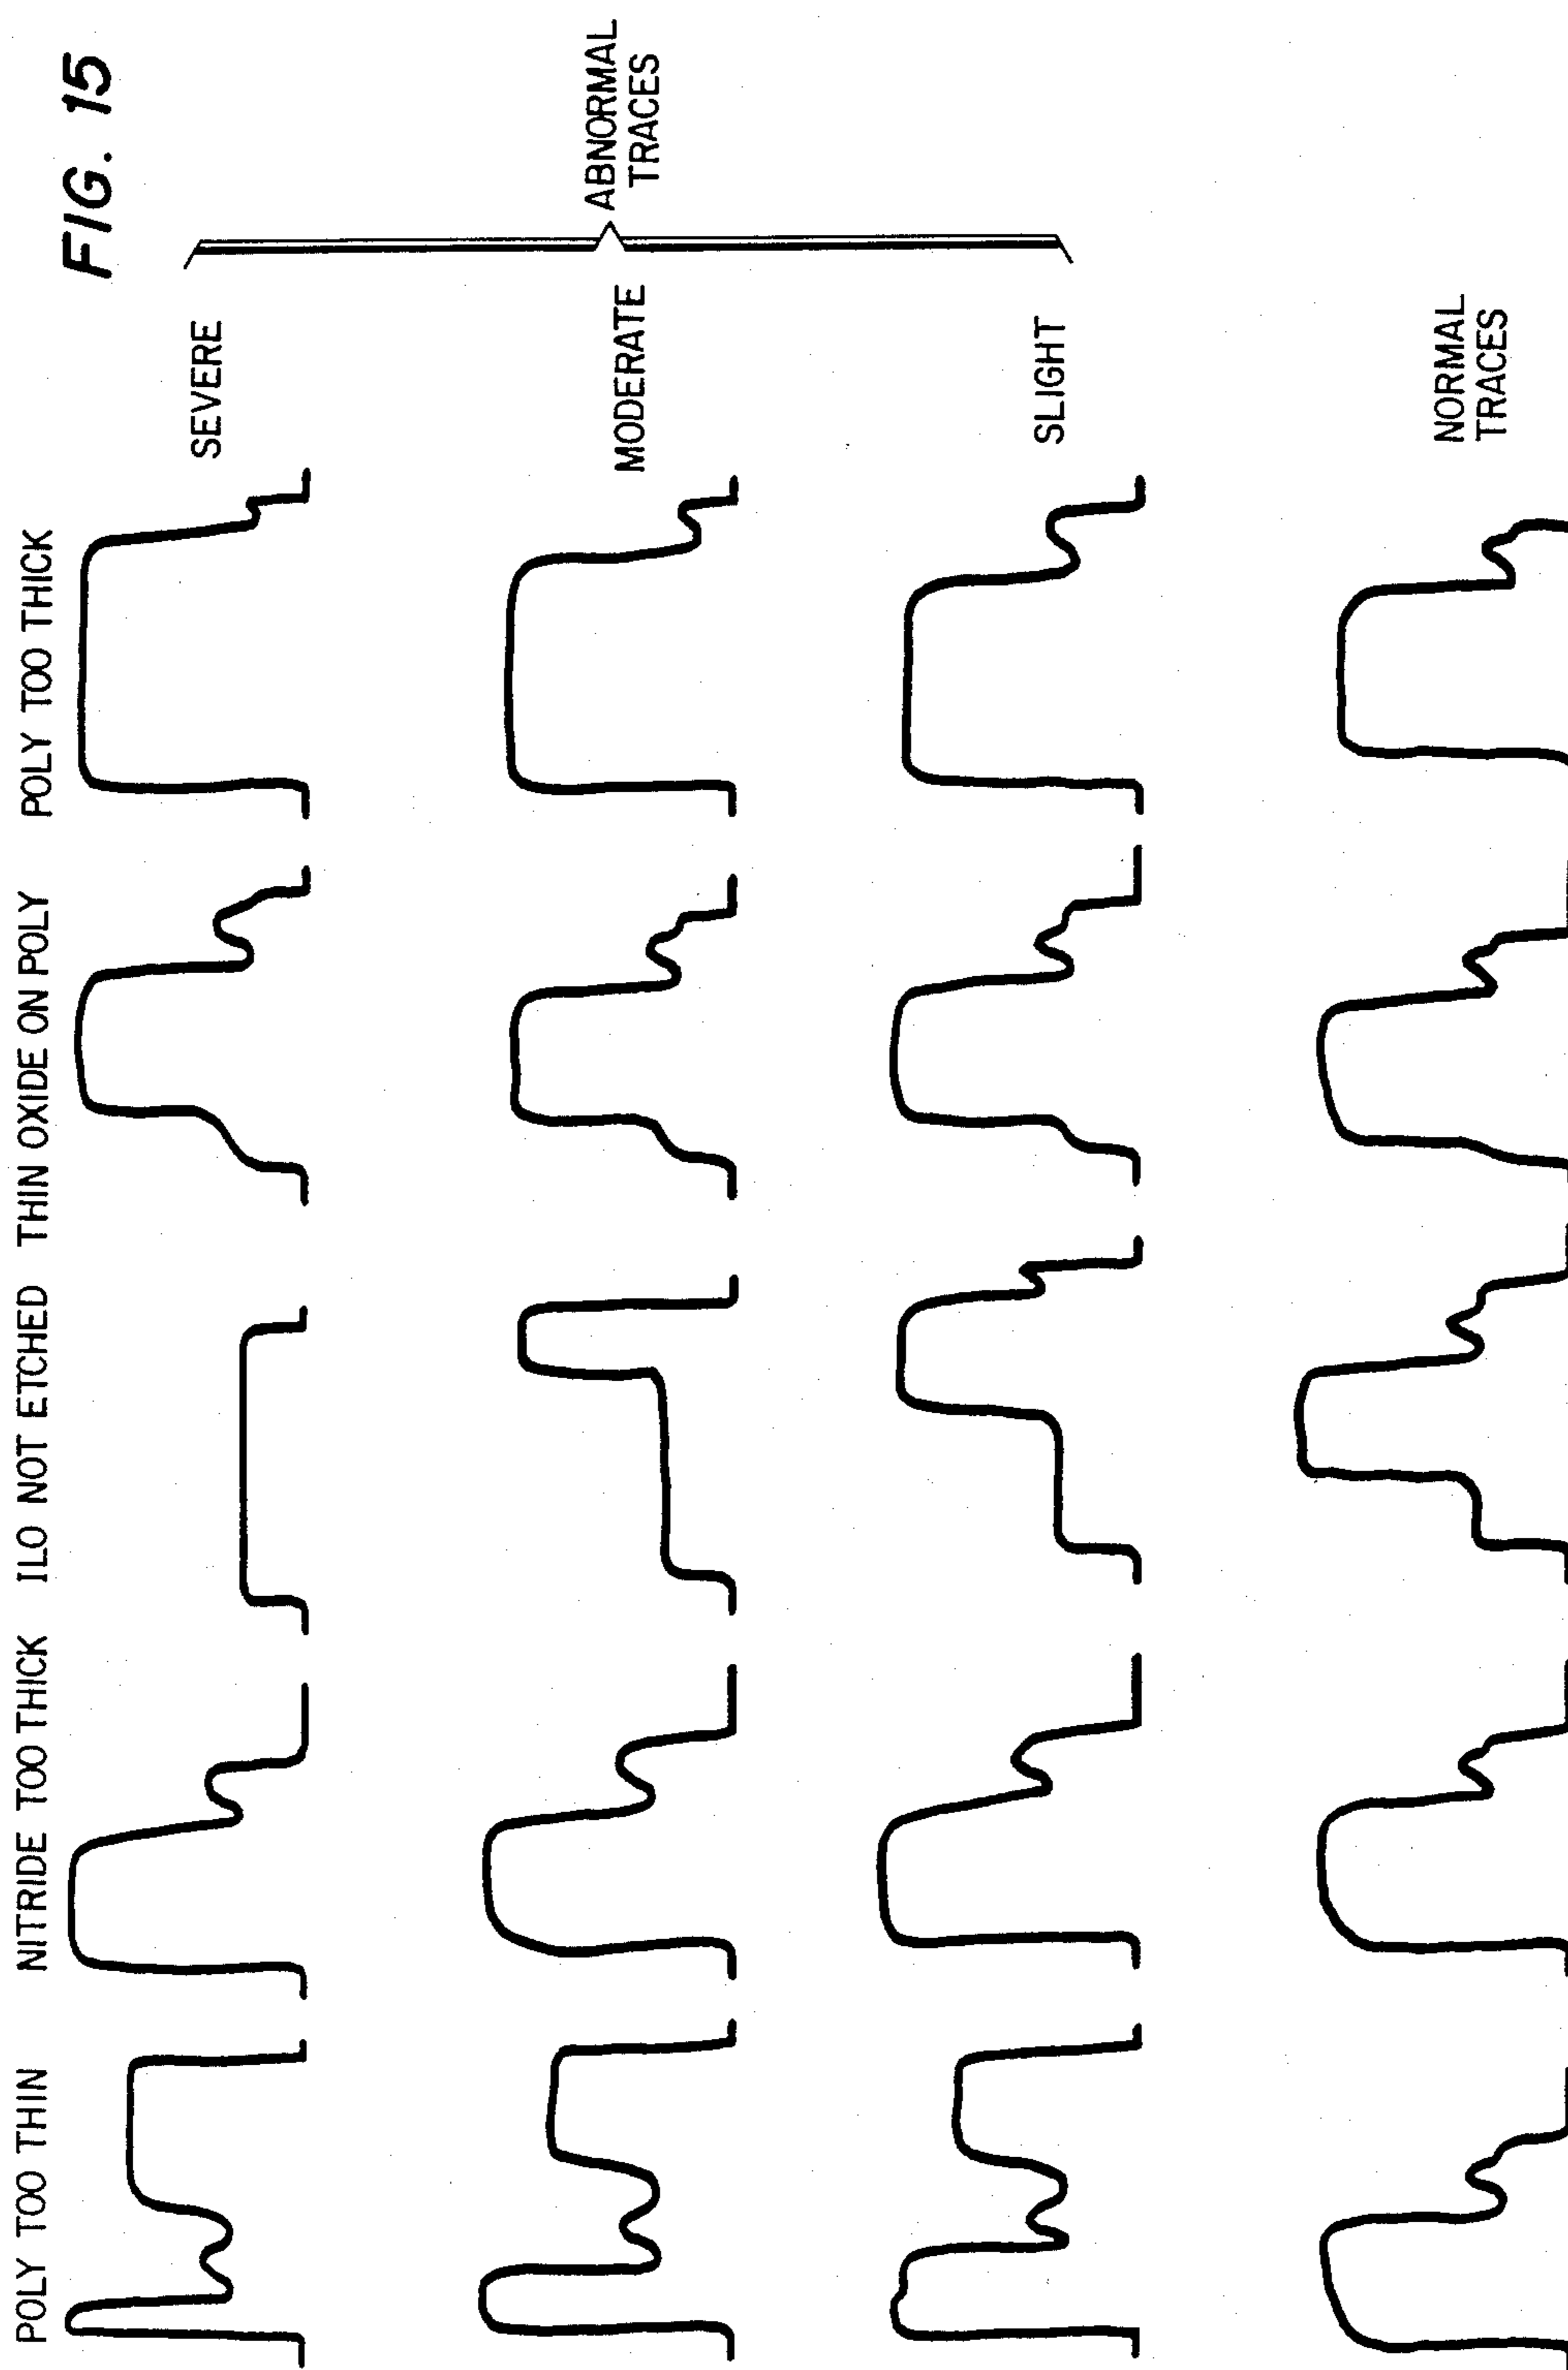 FIG. 15
POLY TOO THIN
NITRIDE TOO THICK
ILO NOT ETCHED
THIN OXIDE ON POLY
POLY TOO THICK
SEVERE
MODERATE
ABNORMAL
TRACES
SLIGHT
NORMAL
TRACES